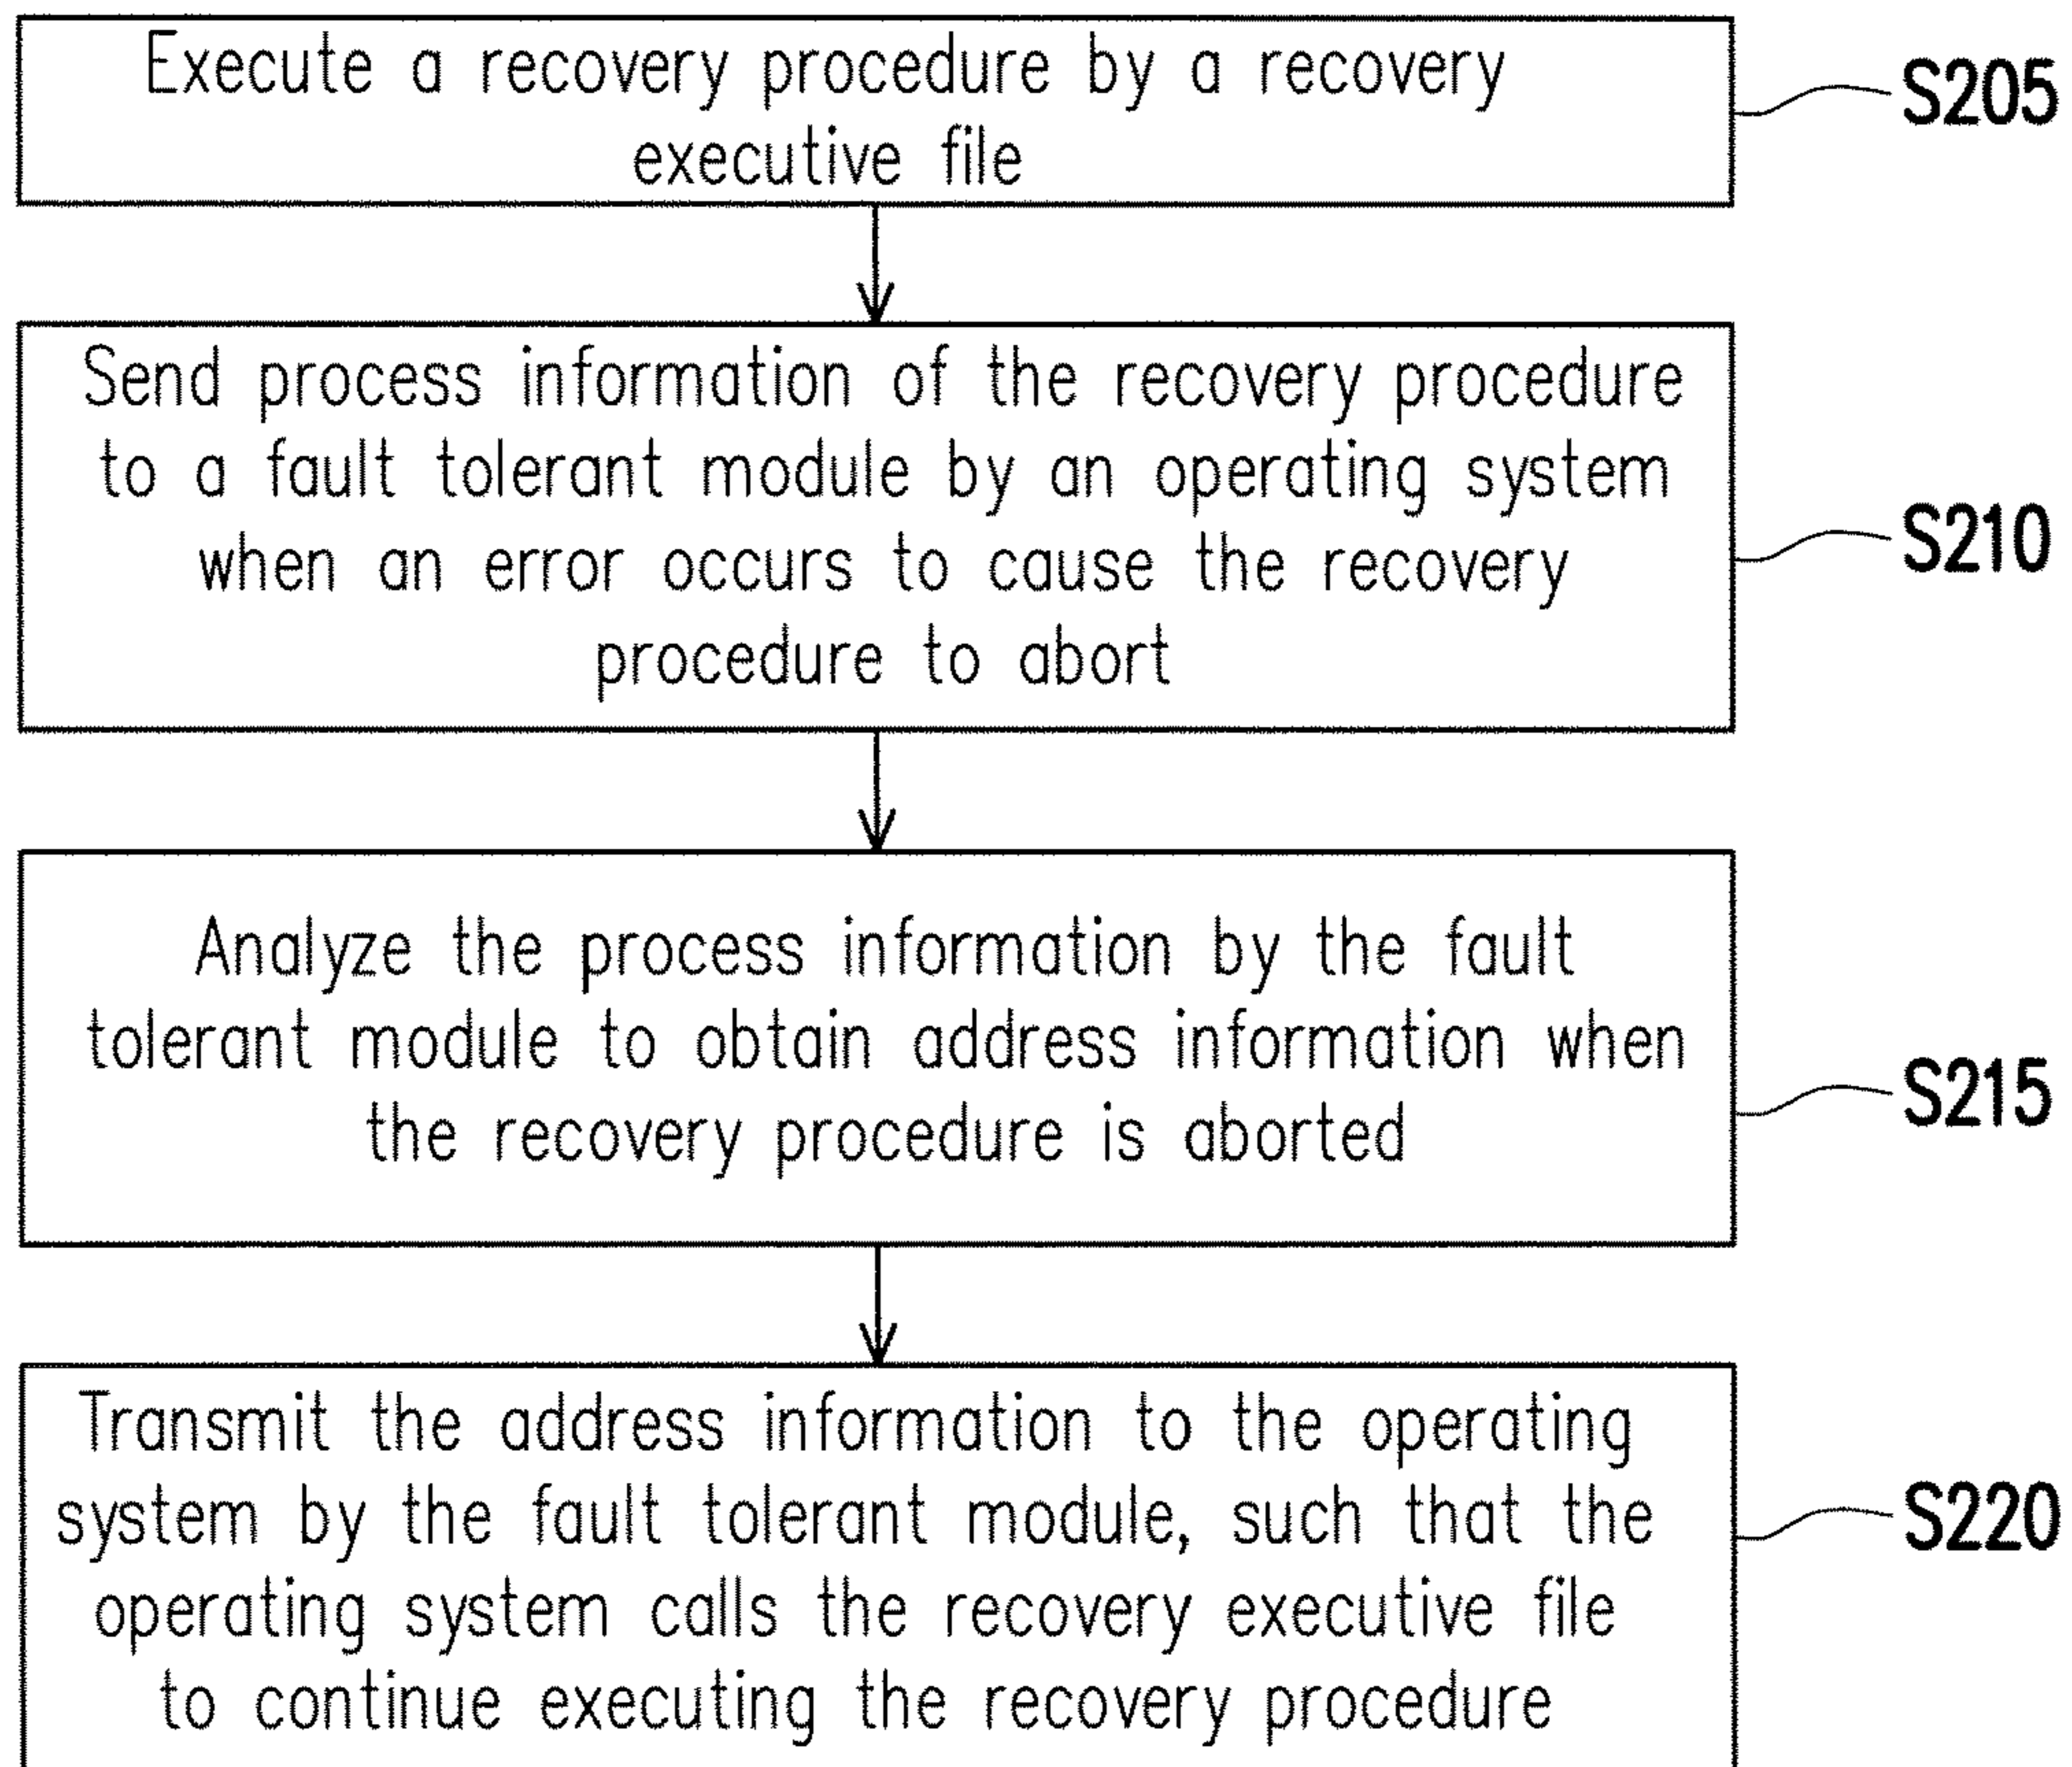 Execute a recovery procedure by a recovery
executive file
S205
Send process information of the recovery procedure
to a fault tolerant module by an operating system
when an error occurs to cause the recovery
procedure to abort
S210
Analyze the process information by the fault
tolerant module to obtain address information when
the recovery procedure is aborted
S215
Transmit the address information to the operating
system by the fault tolerant module, such that the
operating system calls the recovery executive file
to continue executing the recovery procedure
S220